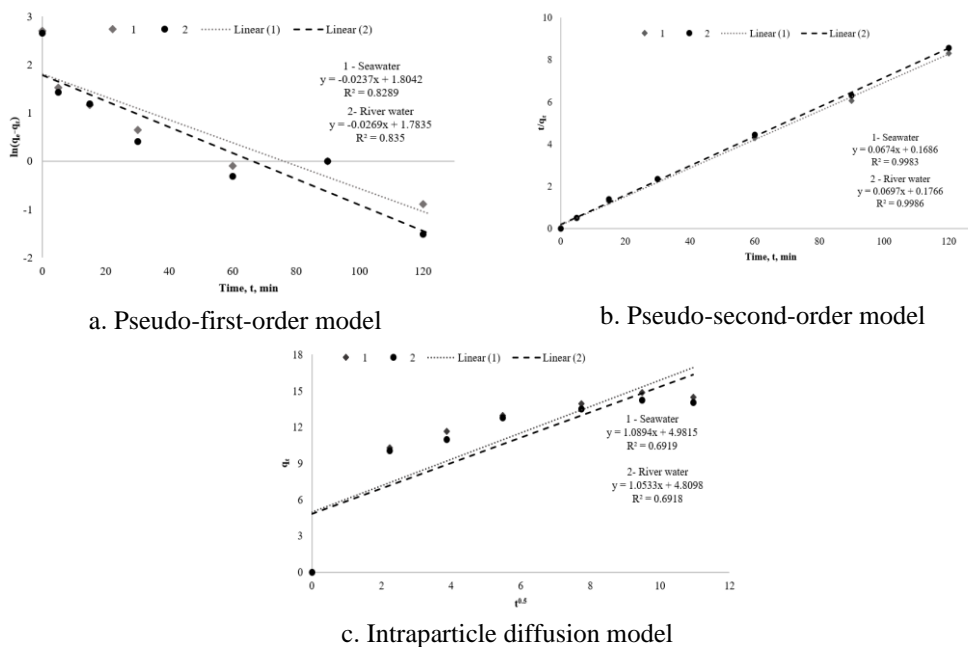 1 2 Linear (1) Linear (2)
ln(qₑ-qₜ)
2
1
0
-1
-2
0 20 40 60 80 100 120
Time, t, min
1 - Seawater
y = -0.0237x + 1.8042
R² = 0.8289
2- River water
y = -0.0269x + 1.7835
R² = 0.835
a. Pseudo-first-order model
1 2 Linear (1) Linear (2)
t/qₜ
10
8
6
4
2
0
0 20 40 60 80 100 120
Time, t, min
1- Seawater
y = 0.0674x + 0.1686
R² = 0.9983
2 - River water
y = 0.0697x + 0.1766
R² = 0.9986
b. Pseudo-second-order model
1 2 Linear (1) Linear (2)
qₜ
18
15
12
9
6
3
0
0 2 4 6 8 10 12
t⁰·⁵
1 - Seawater
y = 1.0894x + 4.9815
R² = 0.6919
2- River water
y = 1.0533x + 4.8098
R² = 0.6918
c. Intraparticle diffusion model